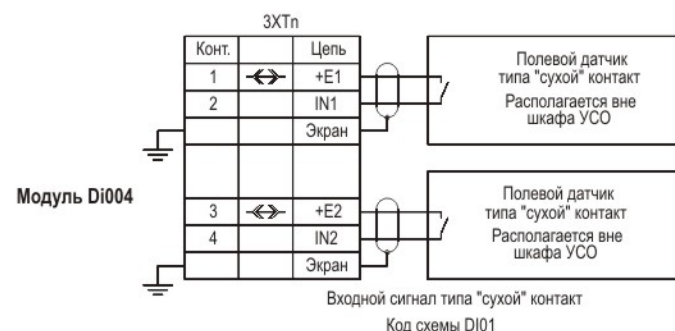 3XTn
Конт. Цепь
1 +E1
2 IN1
Экран
Полевой датчик
типа "сухой" контакт
Располагается вне
шкафа УСО
Модуль Di004
3 +E2
4 IN2
Экран
Полевой датчик
типа "сухой" контакт
Располагается вне
шкафа УСО
Входной сигнал типа "сухой" контакт
Код схемы DI01